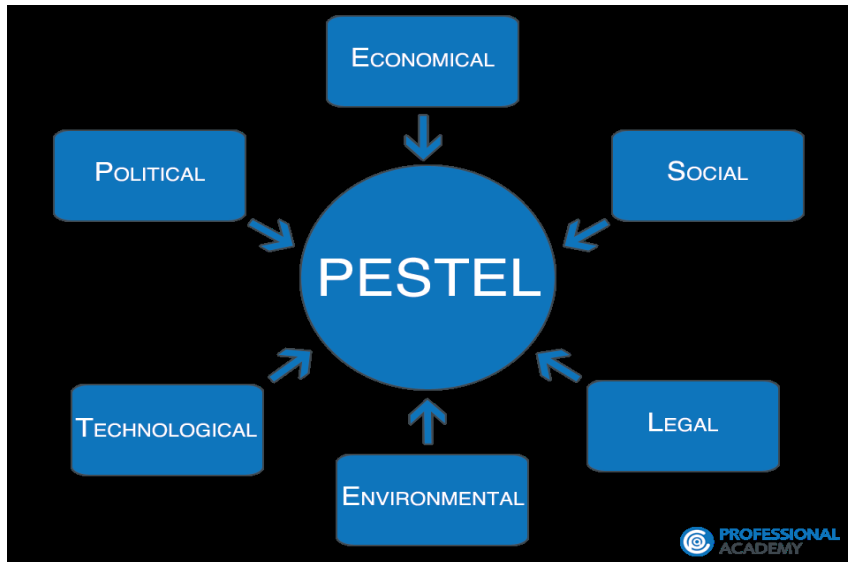 Economical
Political
Social
PESTEL
Technological
Legal
Environmental
PROFESSIONAL
ACADEMY